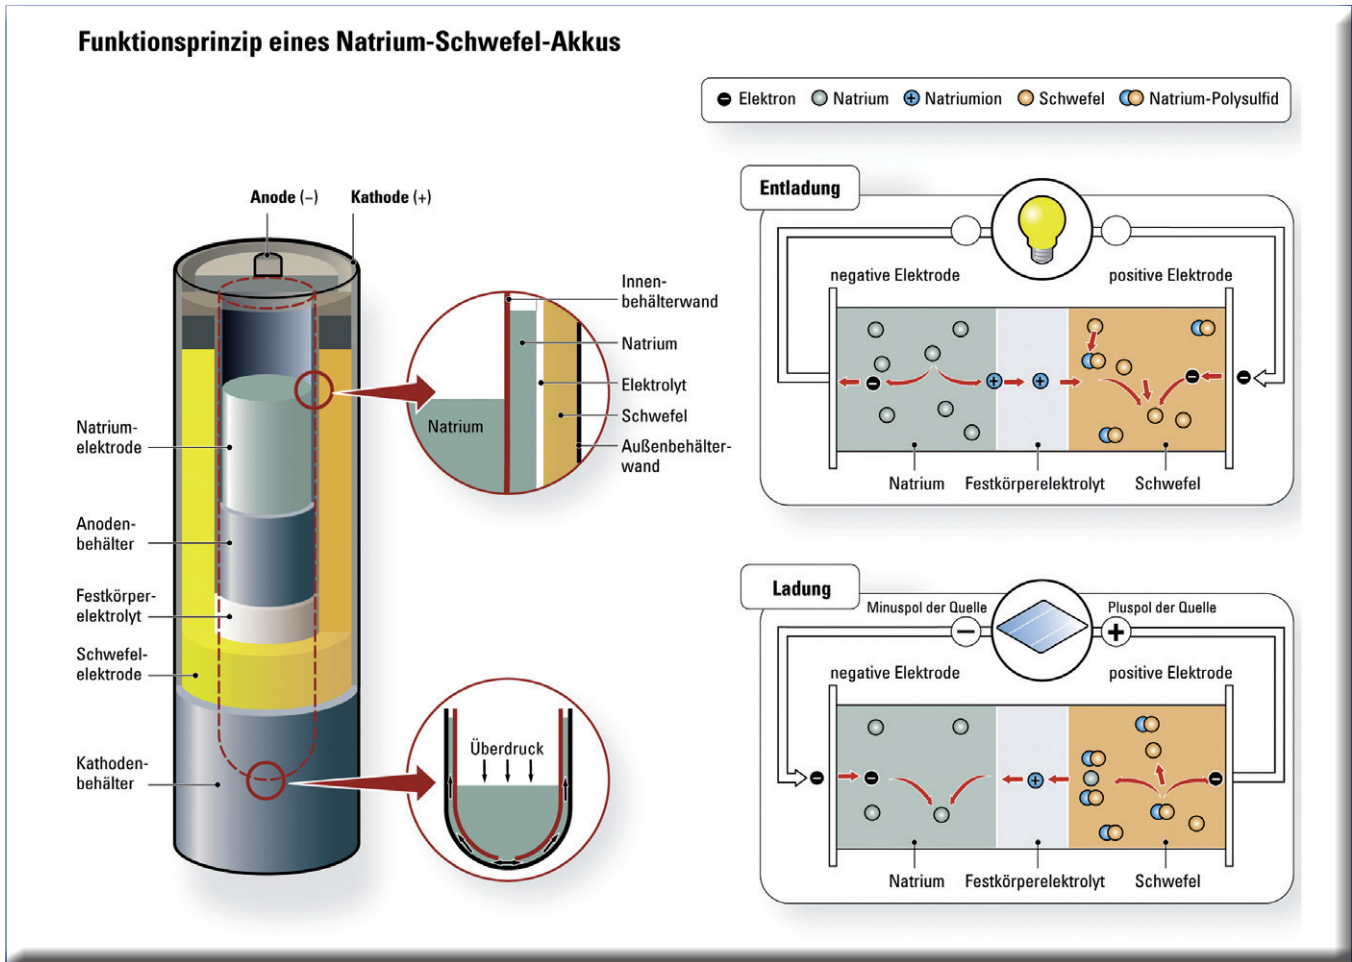 Funktionsprinzip eines Natrium-Schwefel-Akkus
Elektron
Natrium
Natriumion
Schwefel
Natrium-Polysulfid
Anode (−)
Kathode (+)
Natrium-
elektrode
Anoden-
behälter
Festkörper-
elektrolyt
Schwefel-
elektrode
Kathoden-
behälter
Innen-
behälterwand
Natrium
Elektrolyt
Schwefel
Außenbehälter-
wand
Natrium
Überdruck
Entladung
negative Elektrode
positive Elektrode
Natrium
Festkörperelektrolyt
Schwefel
Ladung
Minuspol der Quelle
Pluspol der Quelle
negative Elektrode
positive Elektrode
Natrium
Festkörperelektrolyt
Schwefel